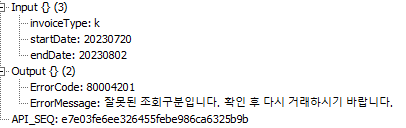 Input {} (3)
invoiceType: k
startDate: 20230720
endDate: 20230802
Output {} (2)
ErrorCode: 80004201
ErrorMessage: 잘못된 조회구분입니다. 확인 후 다시 거래하시기 바랍니다.
API_SEQ: e7e03fe6ee326455febe986ca6325b9b